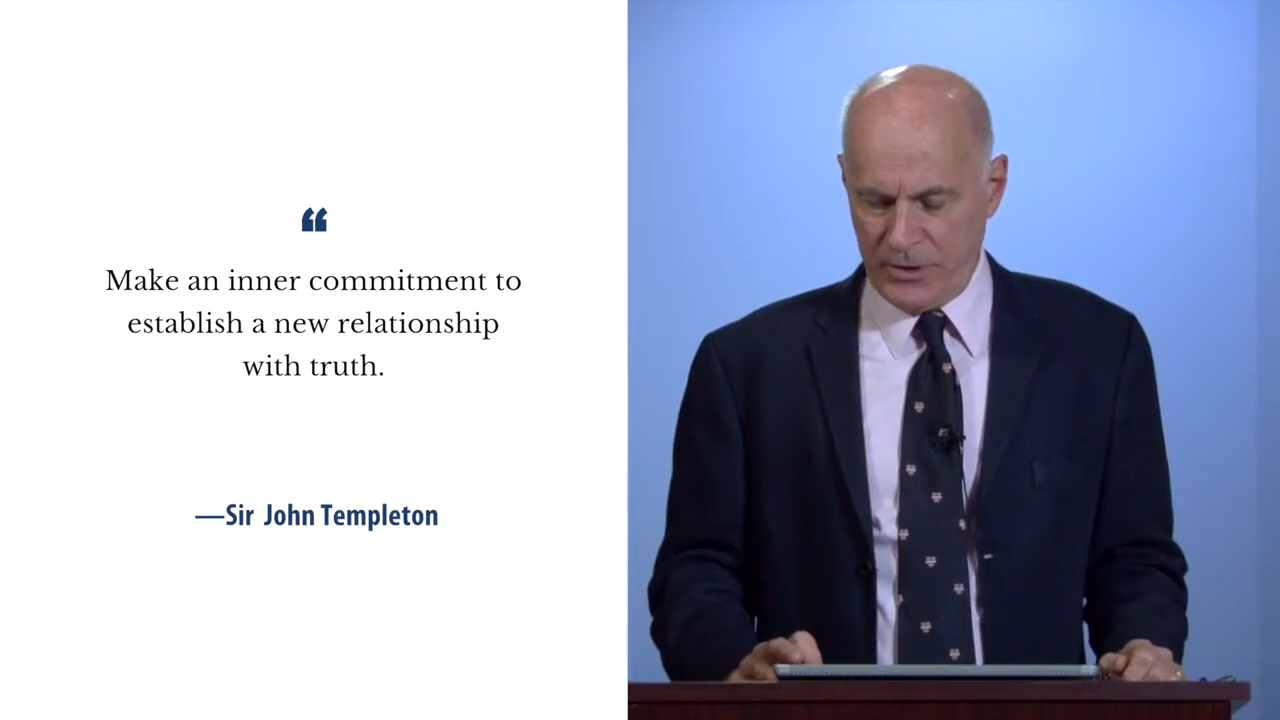 “
Make an inner commitment to
establish a new relationship
with truth.
—Sir John Templeton